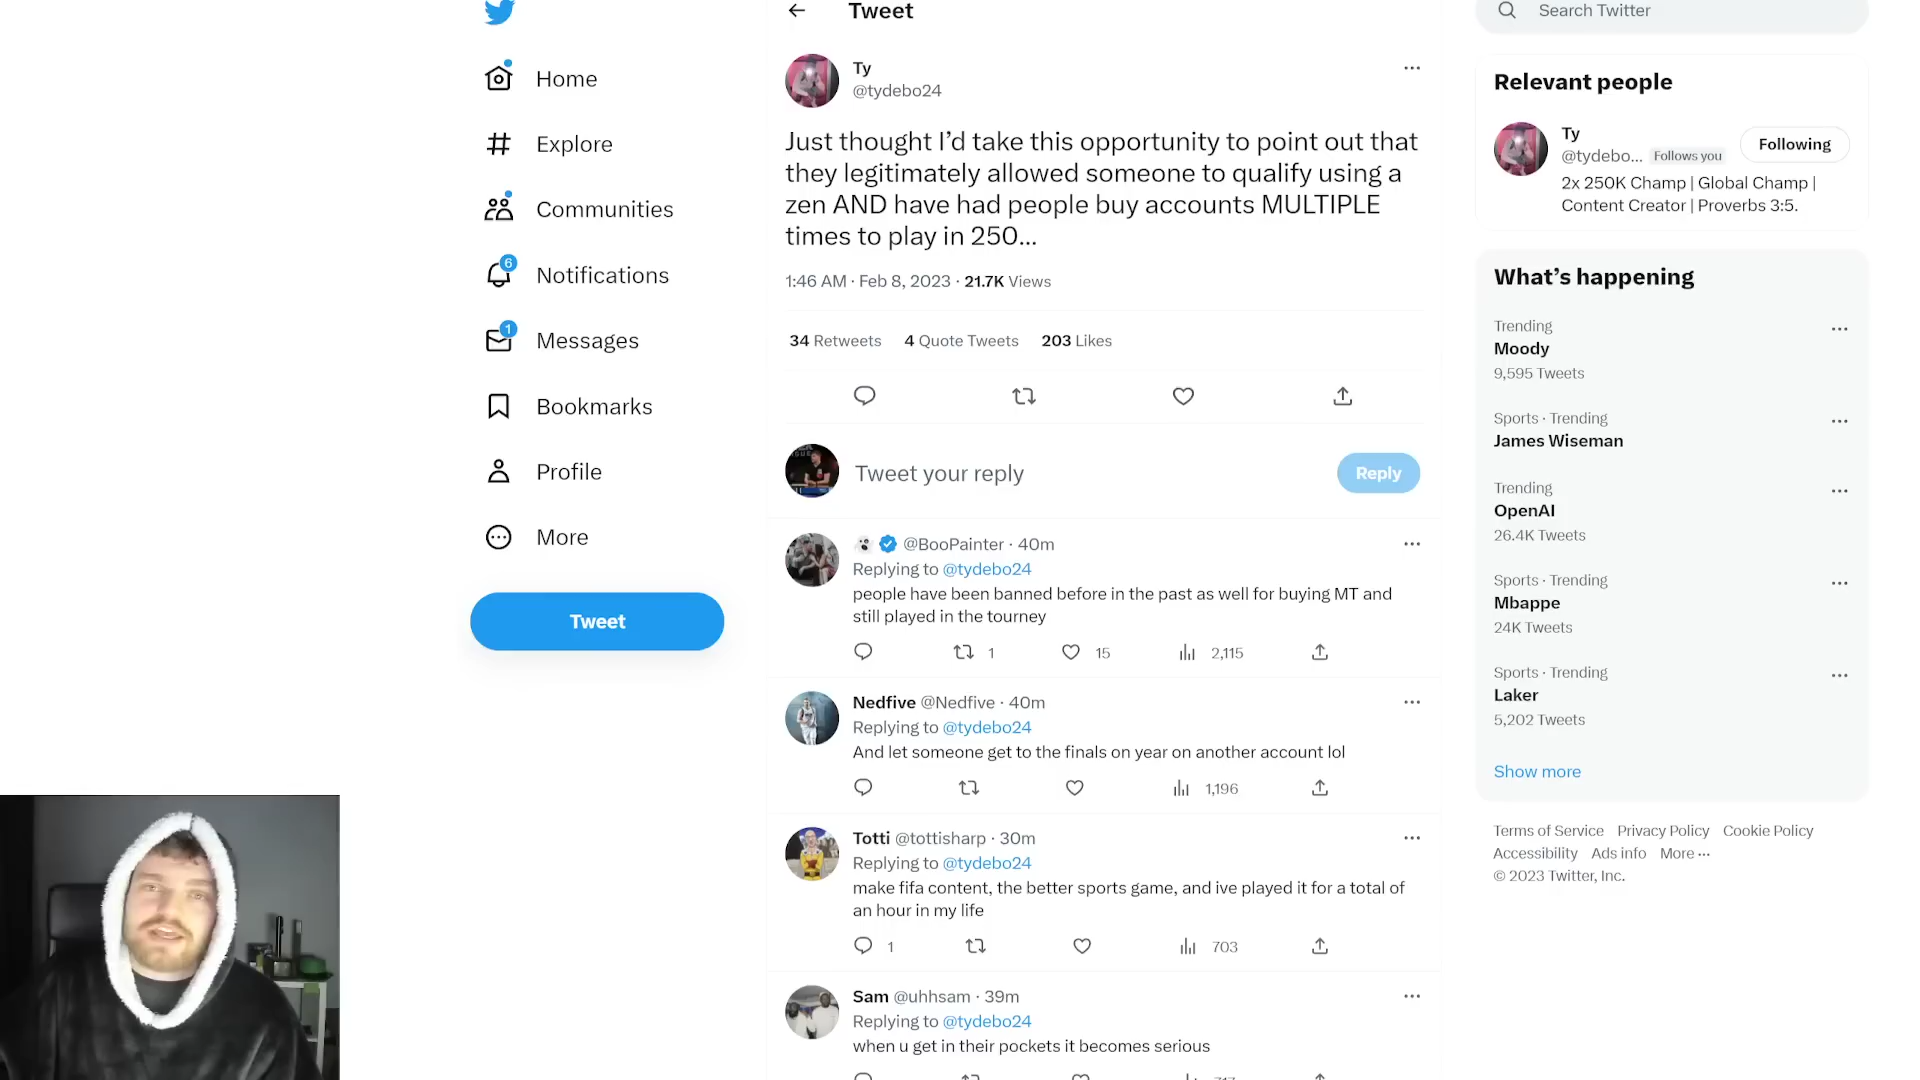 Home
Explore
Communities
6
Notifications
1
Messages
Bookmarks
Profile
More
Tweet
Tweet
Ty
@tydebo24
Just thought I’d take this opportunity to point out that
they legitimately allowed someone to qualify using a
zen AND have had people buy accounts MULTIPLE
times to play in 250...
1:46 AM · Feb 8, 2023 · 21.7K Views
34 Retweets 4 Quote Tweets 203 Likes
Tweet your reply
Reply
@BooPainter · 40m
Replying to @tydebo24
people have been banned before in the past as well for buying MT and
still played in the tourney
1 15 2,115
Nedfive @Nedfive · 40m
Replying to @tydebo24
And let someone get to the finals on year on another account lol
1,196
Totti @tottisharp · 30m
Replying to @tydebo24
make fifa content, the better sports game, and ive played it for a total of
an hour in my life
1 703
Sam @uhhsam · 39m
Replying to @tydebo24
when u get in their pockets it becomes serious
Search Twitter
Relevant people
Ty
@tydebo... Follows you
Following
2x 250K Champ | Global Champ |
Content Creator | Proverbs 3:5.
What’s happening
Trending
Moody
9,595 Tweets
Sports · Trending
James Wiseman
Trending
OpenAI
26.4K Tweets
Sports · Trending
Mbappe
24K Tweets
Sports · Trending
Laker
5,202 Tweets
Show more
Terms of Service Privacy Policy Cookie Policy
Accessibility Ads info More ···
© 2023 Twitter, Inc.